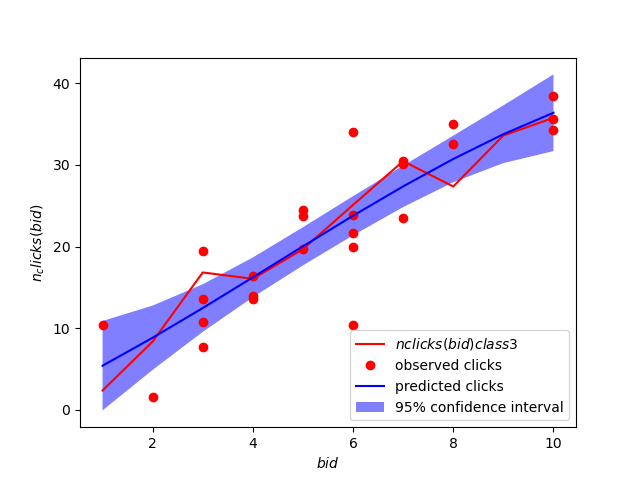 40
30
20
10
0
n_clicks(bid)
2
4
6
8
10
bid
nclicks(bid)class3
observed clicks
predicted clicks
95% confidence interval